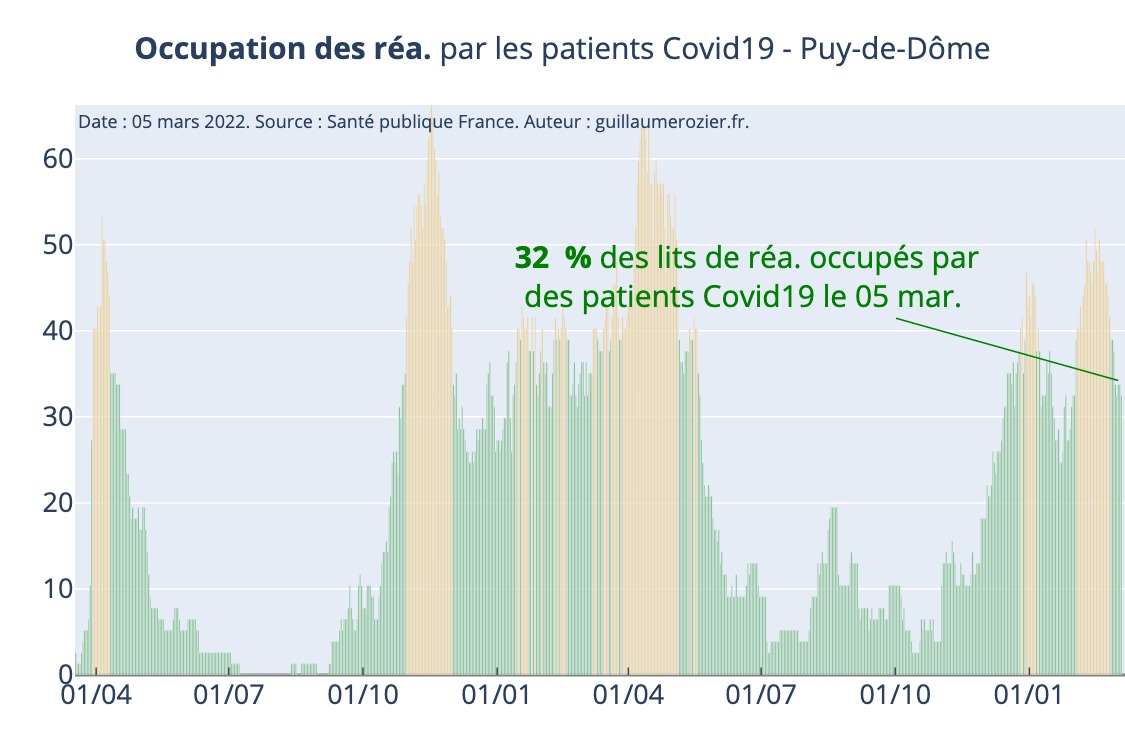 Occupation des réa. par les patients Covid19 - Puy-de-Dôme
Date : 05 mars 2022. Source : Santé publique France. Auteur : guillaumerozier.fr.
60
50
32 % des lits de réa. occupés par
des patients Covid19 le 05 mar.
40
30
20
10
0
01/04 01/07 01/10 01/01 01/04 01/07 01/10 01/01